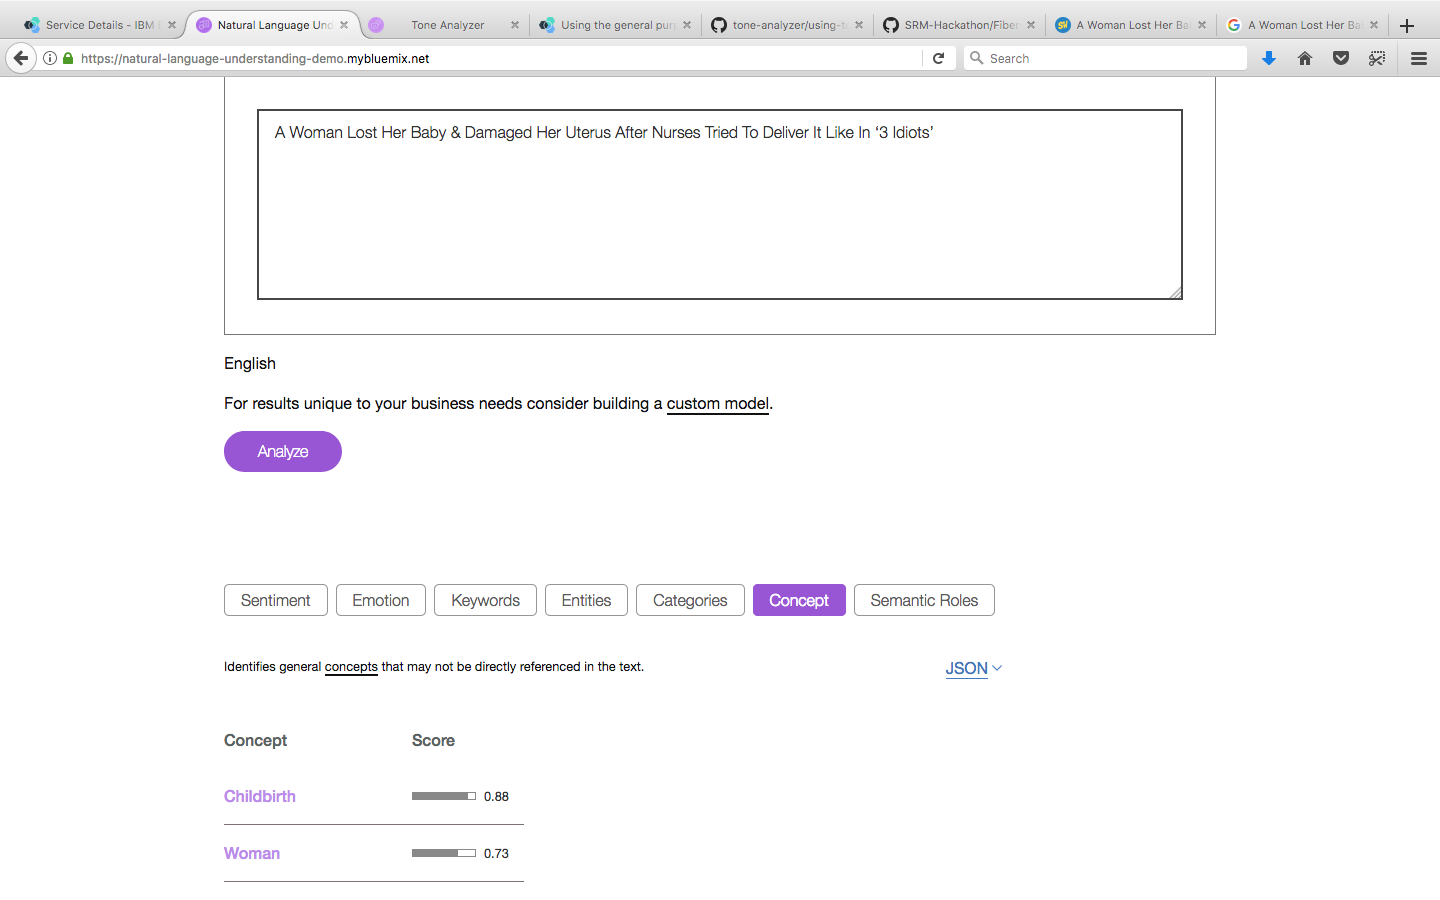 Service Details - IBM
Natural Language Und
Tone Analyzer
Using the general purp
tone-analyzer/using-t
SRM-Hackathon/Fiber
A Woman Lost Her Ba
A Woman Lost Her Ba
https://natural-language-understanding-demo.mybluemix.net
Search
A Woman Lost Her Baby & Damaged Her Uterus After Nurses Tried To Deliver It Like In ‘3 Idiots’
English
For results unique to your business needs consider building a custom model.
Analyze
Sentiment Emotion Keywords Entities Categories Concept Semantic Roles
Identifies general concepts that may not be directly referenced in the text. JSON
Concept Score
Childbirth 0.88
Woman 0.73